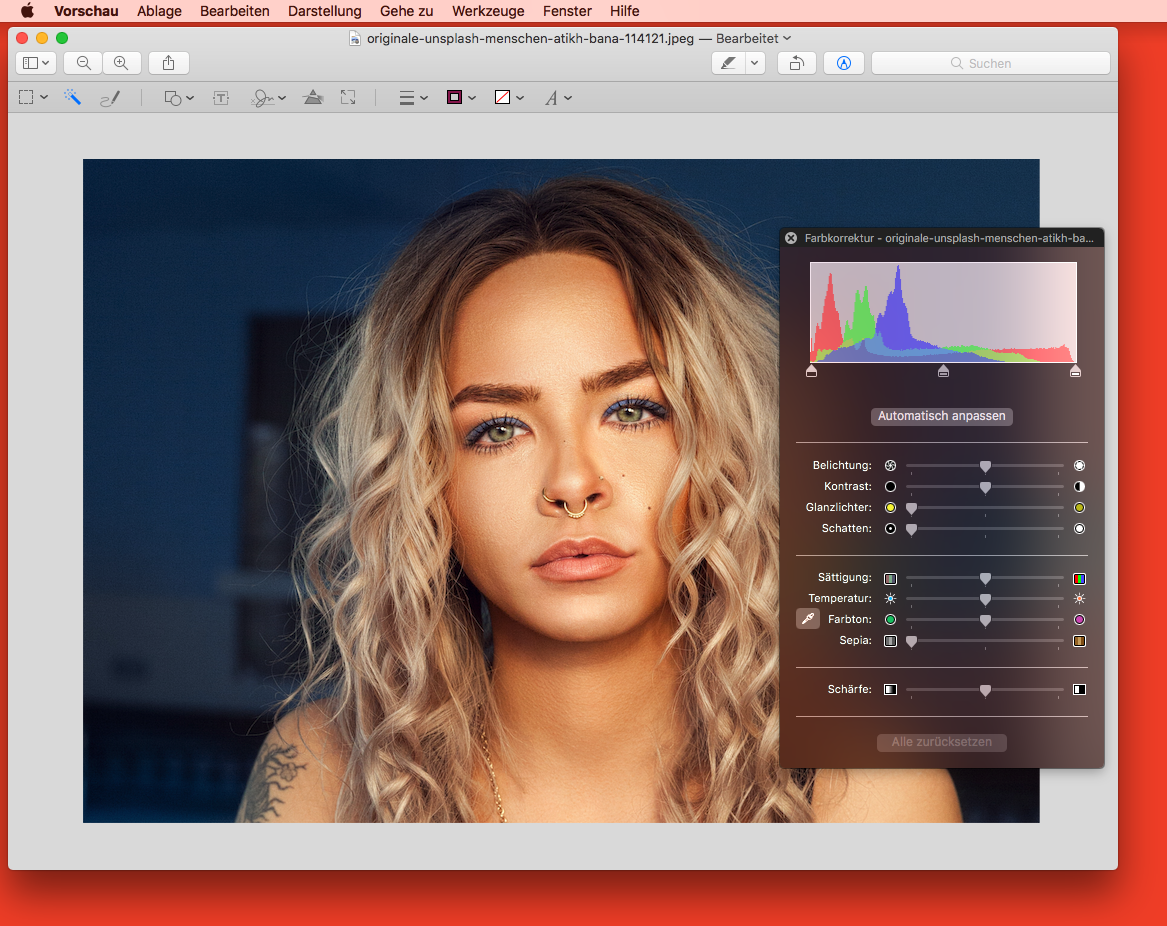 Vorschau Ablage Bearbeiten Darstellung Gehe zu Werkzeuge Fenster Hilfe
originale-unsplash-menschen-atikh-bana-114121.jpeg — Bearbeitet
Suchen
T A
Farbkorrektur - originale-unsplash-menschen-atikh-ba...
Automatisch anpassen
Belichtung:
Kontrast:
Glanzlichter:
Schatten:
Sättigung:
Temperatur:
Farbton:
Sepia:
Schärfe:
Alle zurücksetzen